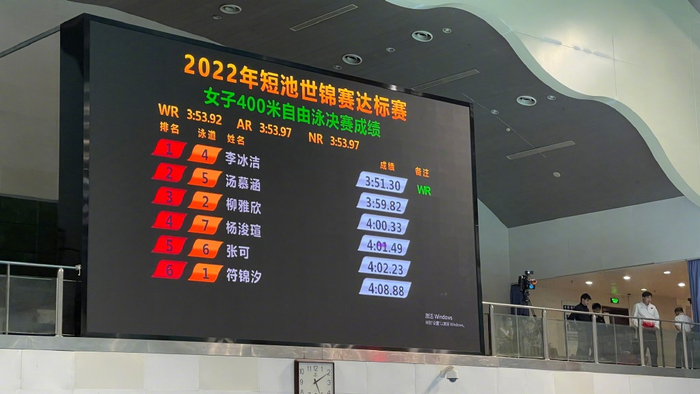 2022年短池世锦赛达标赛
女子400米自由泳决赛成绩
WR 3:53.92 AR 3:53.97 NR 3:53.97
排名 泳道 姓名 成绩 备注
1 4 李冰洁 3:51.30 WR
2 5 汤慕涵 3:59.82
3 2 柳雅欣 4:00.33
4 7 杨浚瑄 4:01.49
5 6 张可 4:02.23
6 1 符锦汐 4:08.88
激活 Windows